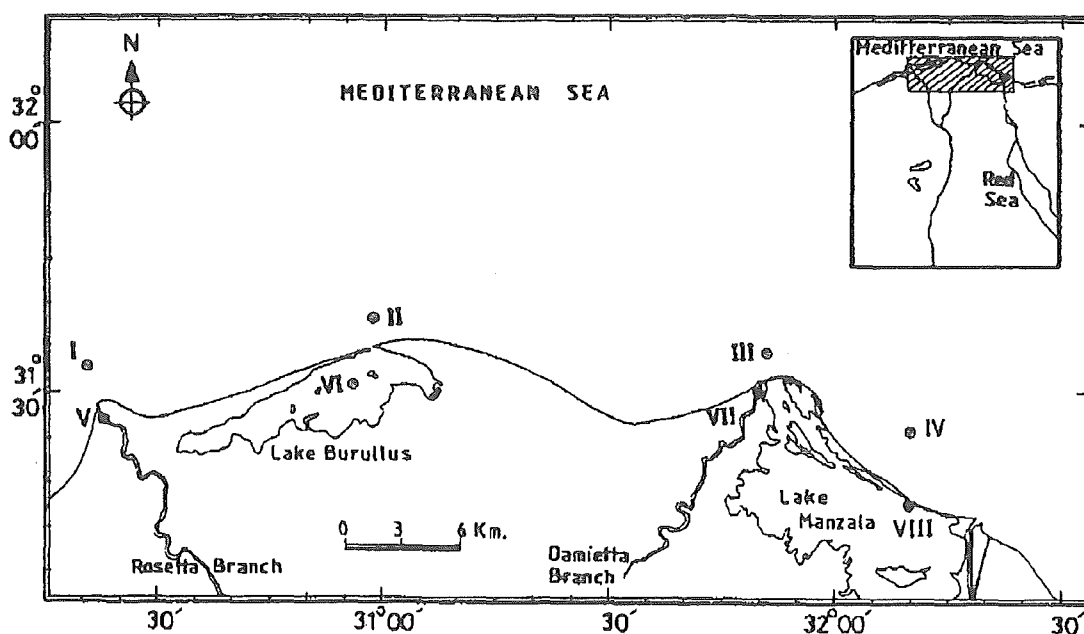 N
MEDITERRANEAN SEA
Mediterranean Sea
Red
Sea
32°
00′
31°
30′
I
II
III
IV
V
VI
VII
VIII
Lake Burullus
Lake
Manzala
0 3 6 Km.
Rosetta Branch
Damietta
Branch
30′ 31°00′ 30′ 32°00′ 30′